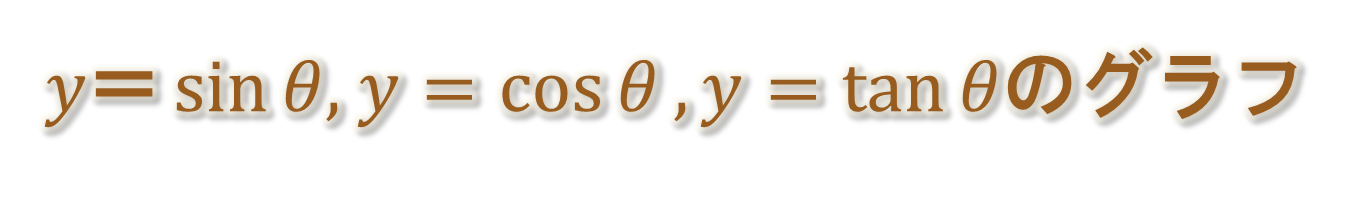 y＝sin θ, y = cos θ , y = tan θのグラフ